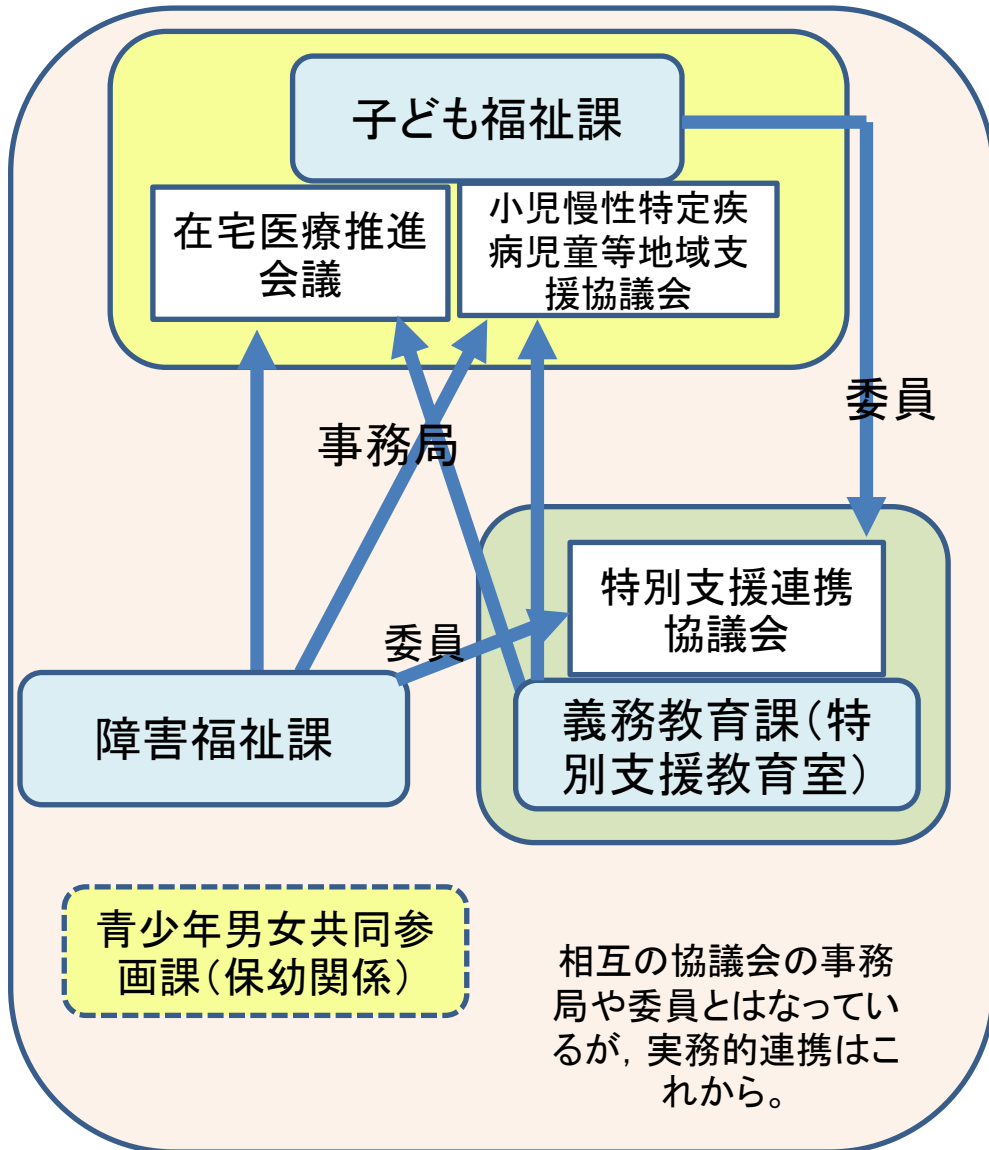 子ども福祉課
在宅医療推進
会議
小児慢性特定疾
病児童等地域支
援協議会
委員
事務局
特別支援連携
協議会
委員
障害福祉課
義務教育課(特
別支援教育室)
青少年男女共同参
画課(保幼関係)
相互の協議会の事務
局や委員とはなってい
るが,実務的連携はこ
れから。